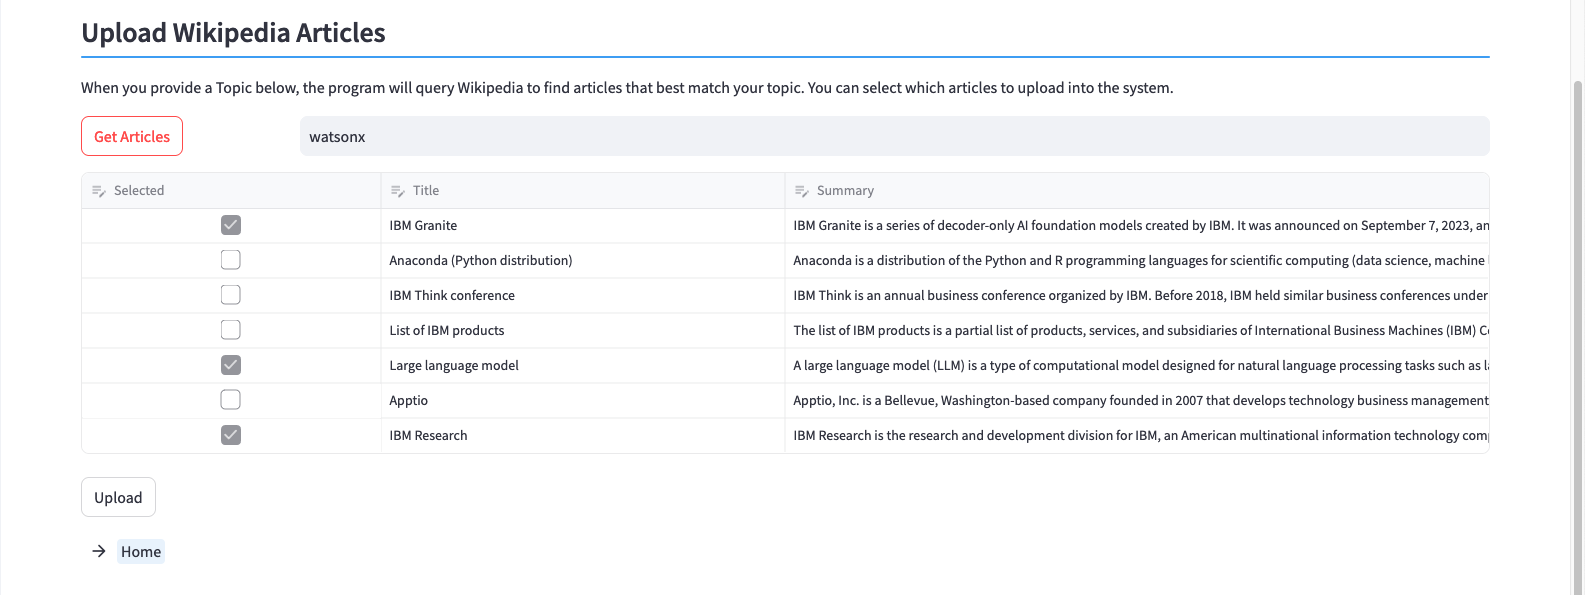 Upload Wikipedia Articles
When you provide a Topic below, the program will query Wikipedia to find articles that best match your topic. You can select which articles to upload into the system.
Get Articles watsonx
Selected Title Summary
IBM Granite IBM Granite is a series of decoder-only AI foundation models created by IBM. It was announced on September 7, 2023, an
Anaconda (Python distribution) Anaconda is a distribution of the Python and R programming languages for scientific computing (data science, machine
IBM Think conference IBM Think is an annual business conference organized by IBM. Before 2018, IBM held similar business conferences under
List of IBM products The list of IBM products is a partial list of products, services, and subsidiaries of International Business Machines (IBM) Co
Large language model A large language model (LLM) is a type of computational model designed for natural language processing tasks such as
Apptio Apptio, Inc. is a Bellevue, Washington-based company founded in 2007 that develops technology business management
IBM Research IBM Research is the research and development division for IBM, an American multinational information technology com
Upload
→ Home